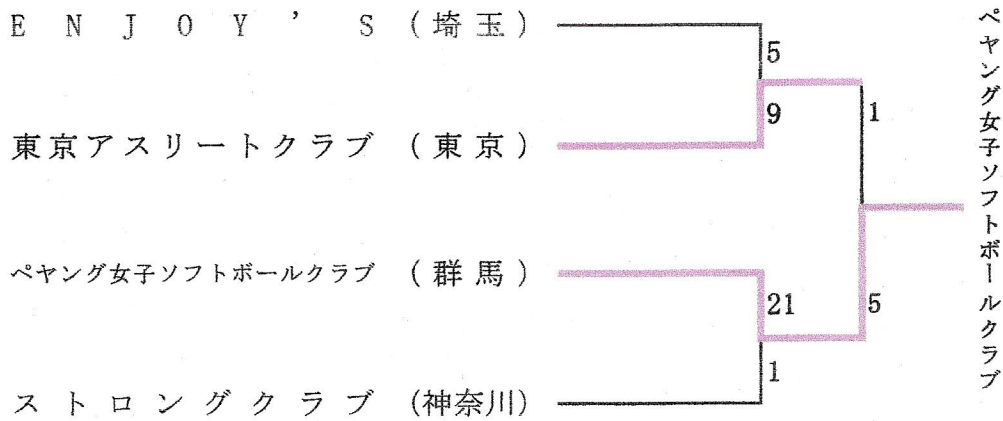 ENJOY'S (埼玉)
5
9
東京アスリートクラブ (東京)
1
ペヤング女子ソフトボールクラブ (群馬)
21
5
1
ストロングクラブ (神奈川)
ペヤング女子ソフトボールクラブ